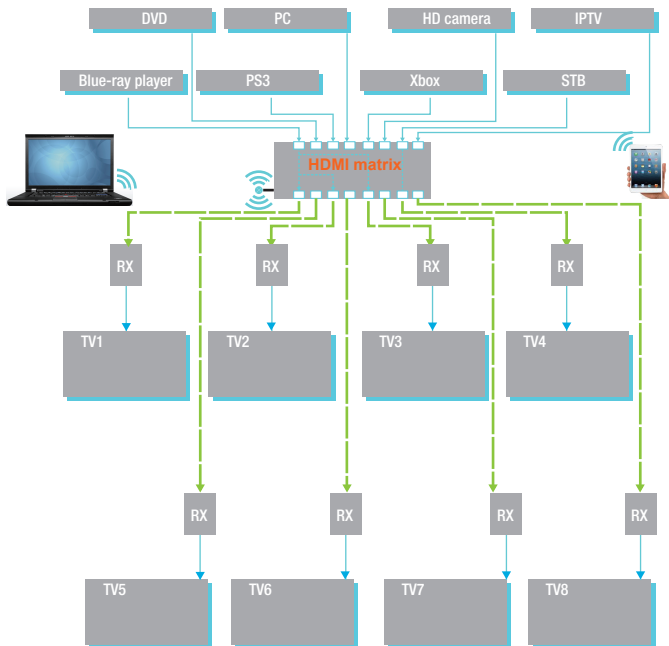 DVD
PC
HD camera
IPTV
Blue-ray player
PS3
Xbox
STB
HDMI matrix
RX
RX
RX
RX
TV1
TV2
TV3
TV4
RX
RX
RX
RX
TV5
TV6
TV7
TV8